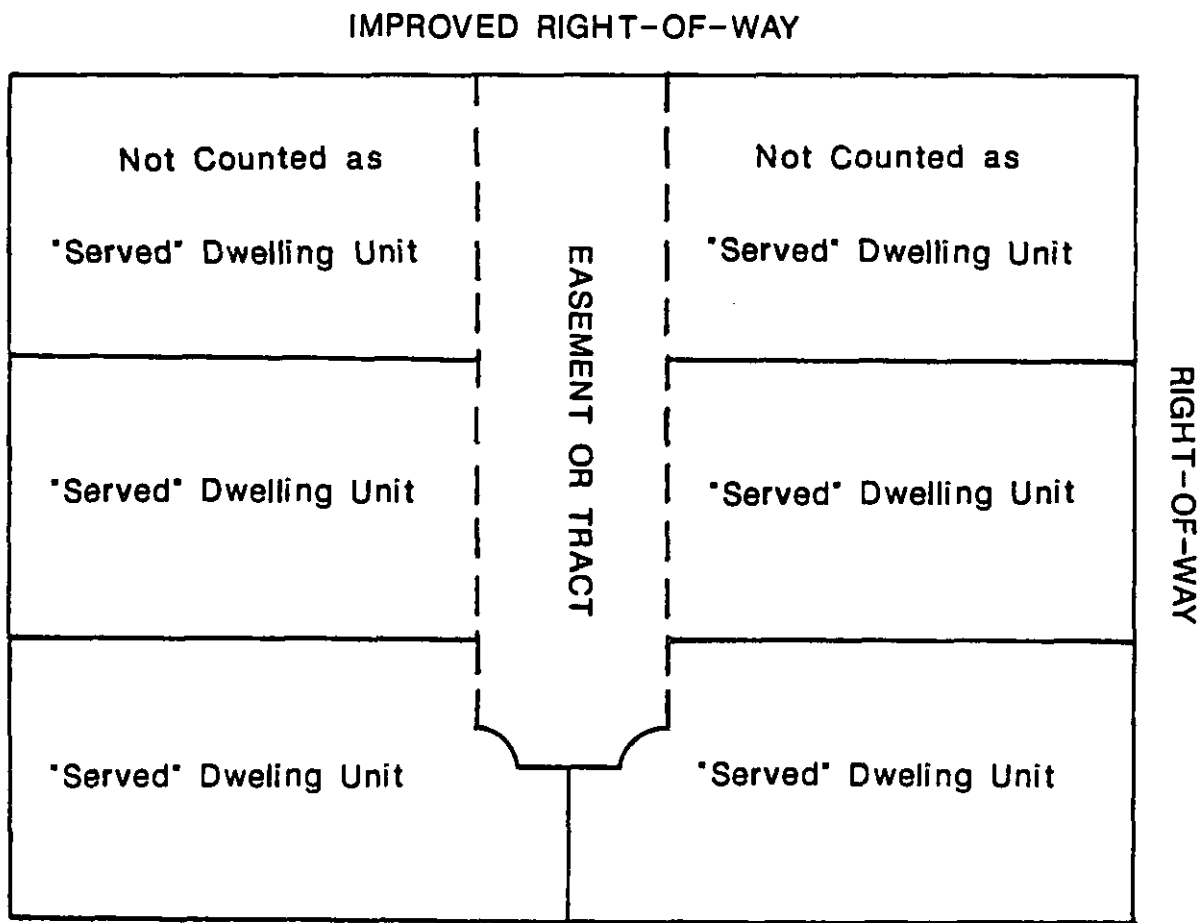 IMPROVED RIGHT-OF-WAY
Not Counted as
"Served" Dwelling Unit
Not Counted as
"Served" Dwelling Unit
EASEMENT OR TRACT
RIGHT-OF-WAY
"Served" Dwelling Unit
"Served" Dwelling Unit
"Served" Dweling Unit
"Served" Dwelling Unit